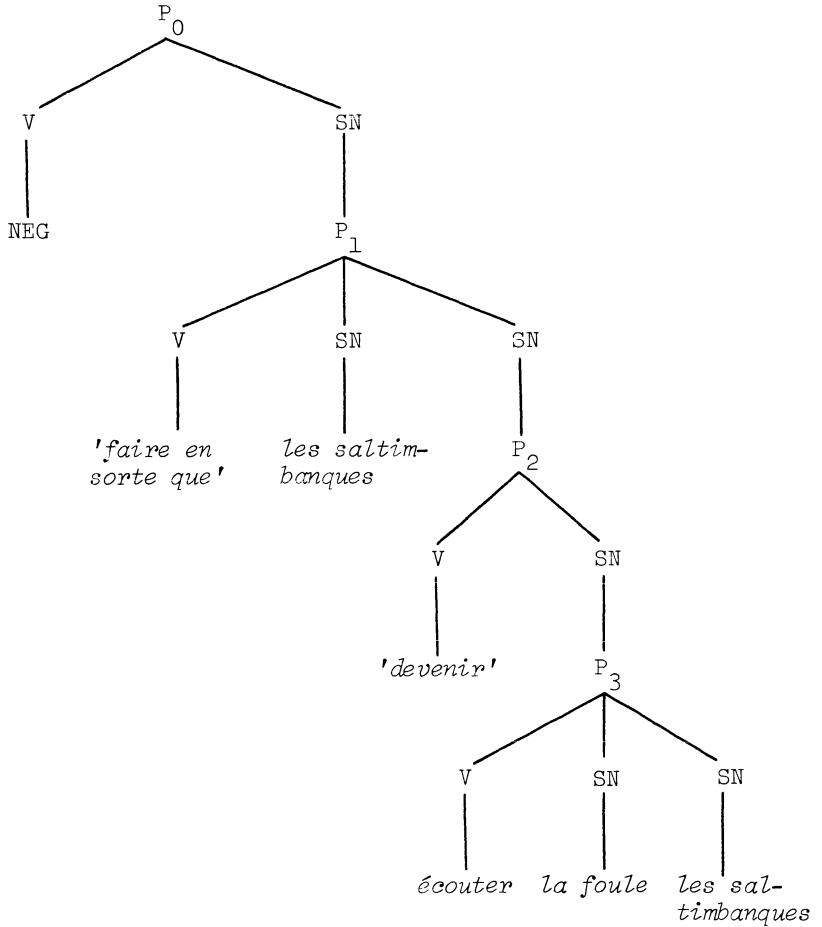 P0
V SN
NEG P1
V SN SN
'faire en les saltim-
sorte que' banques
P2
V SN
'devenir' P3
V SN SN
écouter la foule les sal-
timbanques